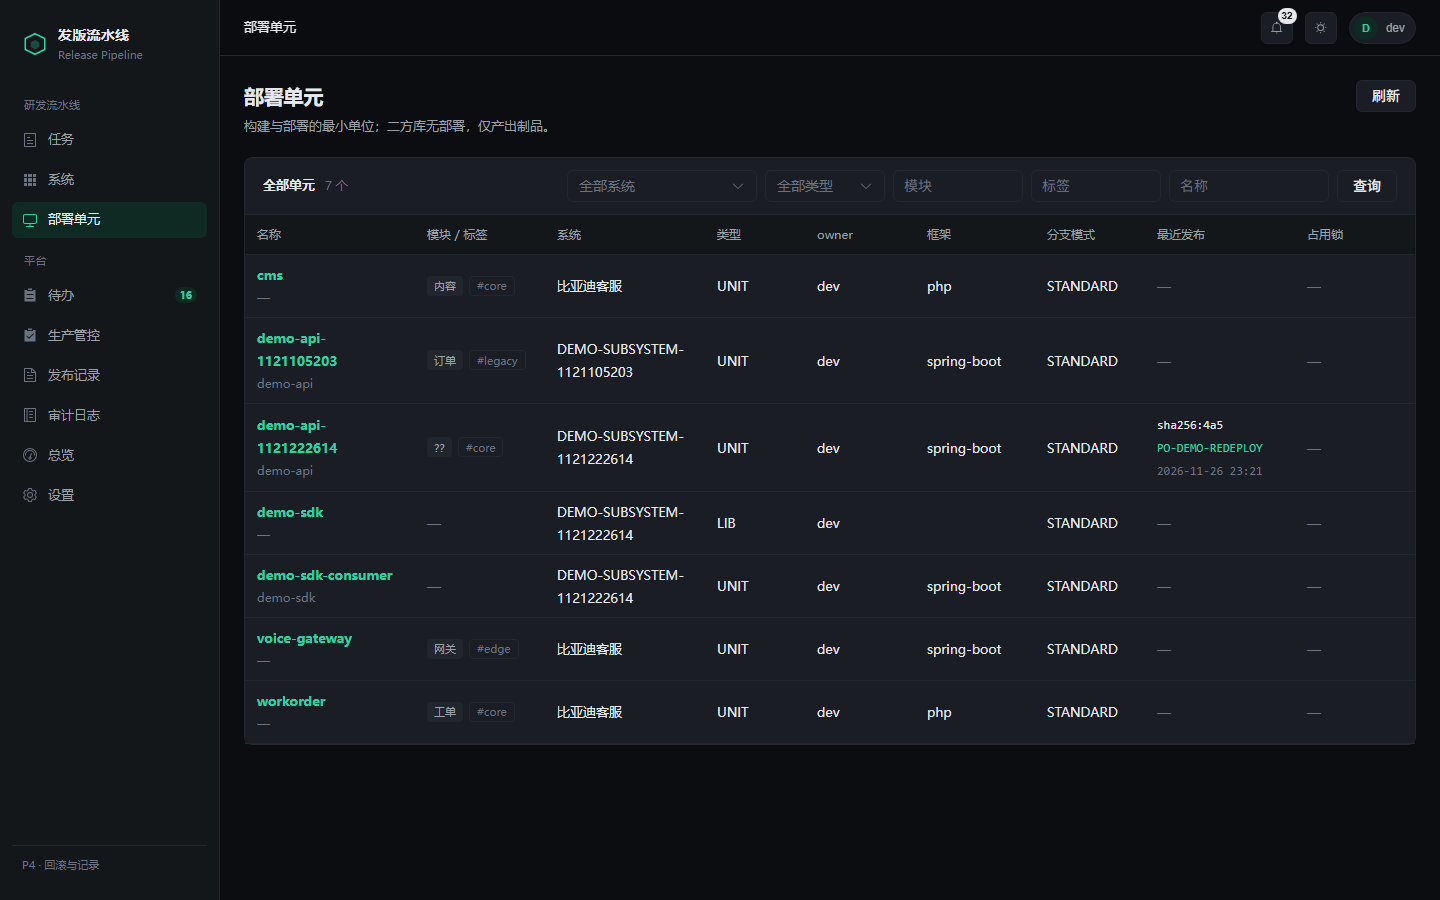 发版流水线
Release Pipeline
研发流水线
任务
系统
部署单元
平台
待办 16
生产管控
发布记录
审计日志
总览
设置
P4 · 回滚与记录
部署单元
32
D dev
部署单元
构建与部署的最小单位；二方库无部署，仅产出制品。
刷新
全部单元 7 个
全部系统
全部类型
模块
标签
名称
查询
名称 模块 / 标签 系统 类型 owner 框架 分支模式 最近发布 占用锁
cms
—
内容 #core
比亚迪客服
UNIT
dev
php
STANDARD
—
—
demo-api-
1121105203
demo-api
订单 #legacy
DEMO-SUBSYSTEM-
1121105203
UNIT
dev
spring-boot
STANDARD
—
—
demo-api-
1121222614
demo-api
?? #core
DEMO-SUBSYSTEM-
1121222614
UNIT
dev
spring-boot
STANDARD
sha256:4a5
PO-DEMO-REDEPLOY
2026-11-26 23:21
—
demo-sdk
—
—
DEMO-SUBSYSTEM-
1121222614
LIB
dev
STANDARD
—
—
demo-sdk-consumer
demo-sdk
—
DEMO-SUBSYSTEM-
1121222614
UNIT
dev
spring-boot
STANDARD
—
—
voice-gateway
—
网关 #edge
比亚迪客服
UNIT
dev
spring-boot
STANDARD
—
—
workorder
—
工单 #core
比亚迪客服
UNIT
dev
php
STANDARD
—
—